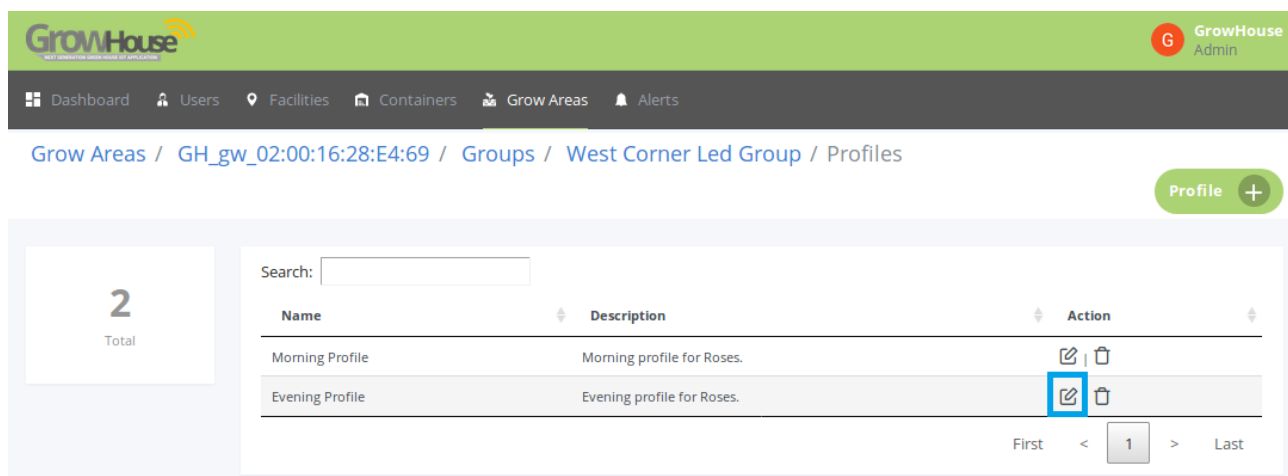 GrowHouse
NEXT GENERATION GREEN HOUSE IOT APPLICATION
G
GrowHouse
Admin
Dashboard Users Facilities Containers Grow Areas Alerts
Grow Areas / GH_gw_02:00:16:28:E4:69 / Groups / West Corner Led Group / Profiles
Profile +
2
Total
Search:
Name Description Action
Morning Profile Morning profile for Roses. |
Evening Profile Evening profile for Roses.
First < 1 > Last